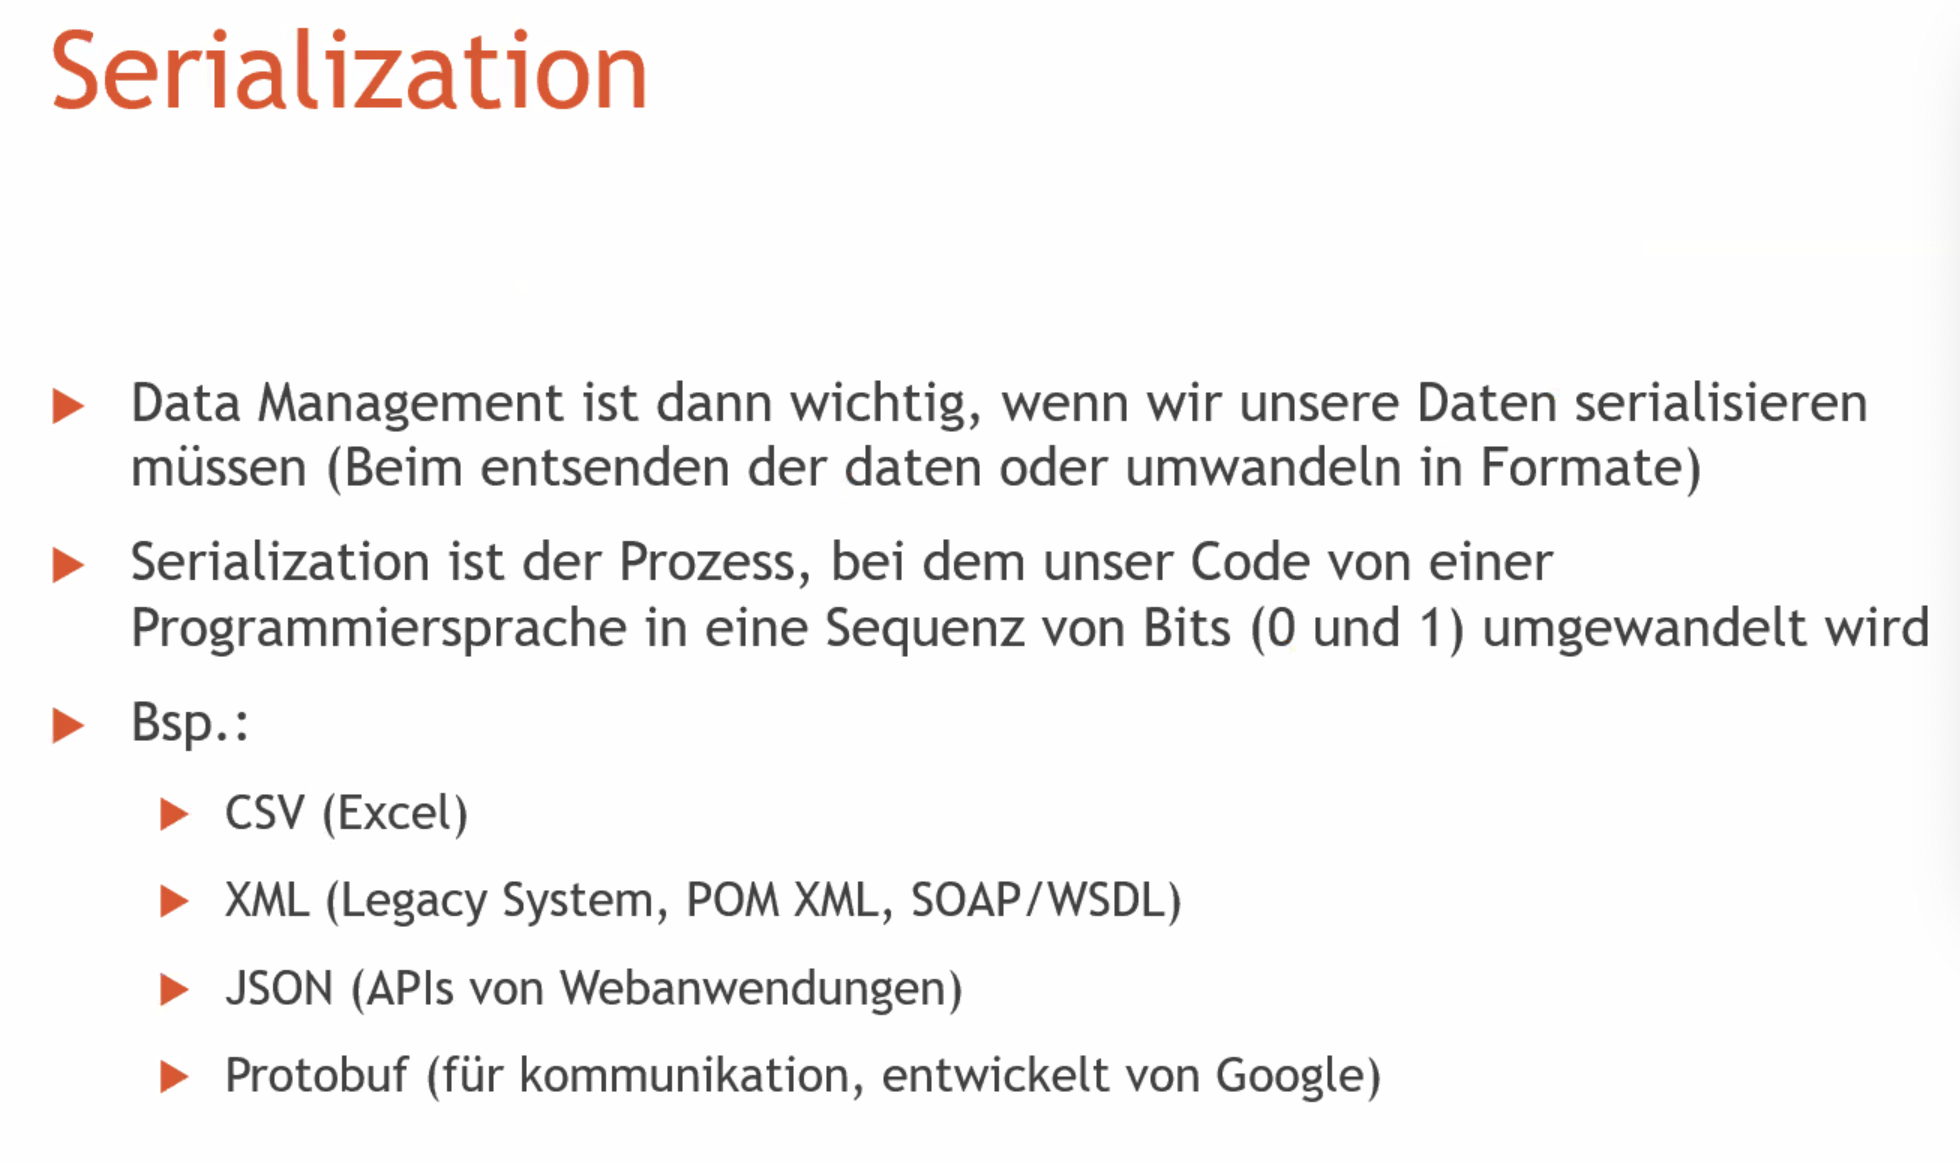 Serialization
Data Management ist dann wichtig, wenn wir unsere Daten serialisieren
müssen (Beim entsenden der daten oder umwandeln in Formate)
Serialization ist der Prozess, bei dem unser Code von einer
Programmiersprache in eine Sequenz von Bits (0 und 1) umgewandelt wird
Bsp.:
CSV (Excel)
XML (Legacy System, POM XML, SOAP/WSDL)
JSON (APIs von Webanwendungen)
Protobuf (für kommunikation, entwickelt von Google)